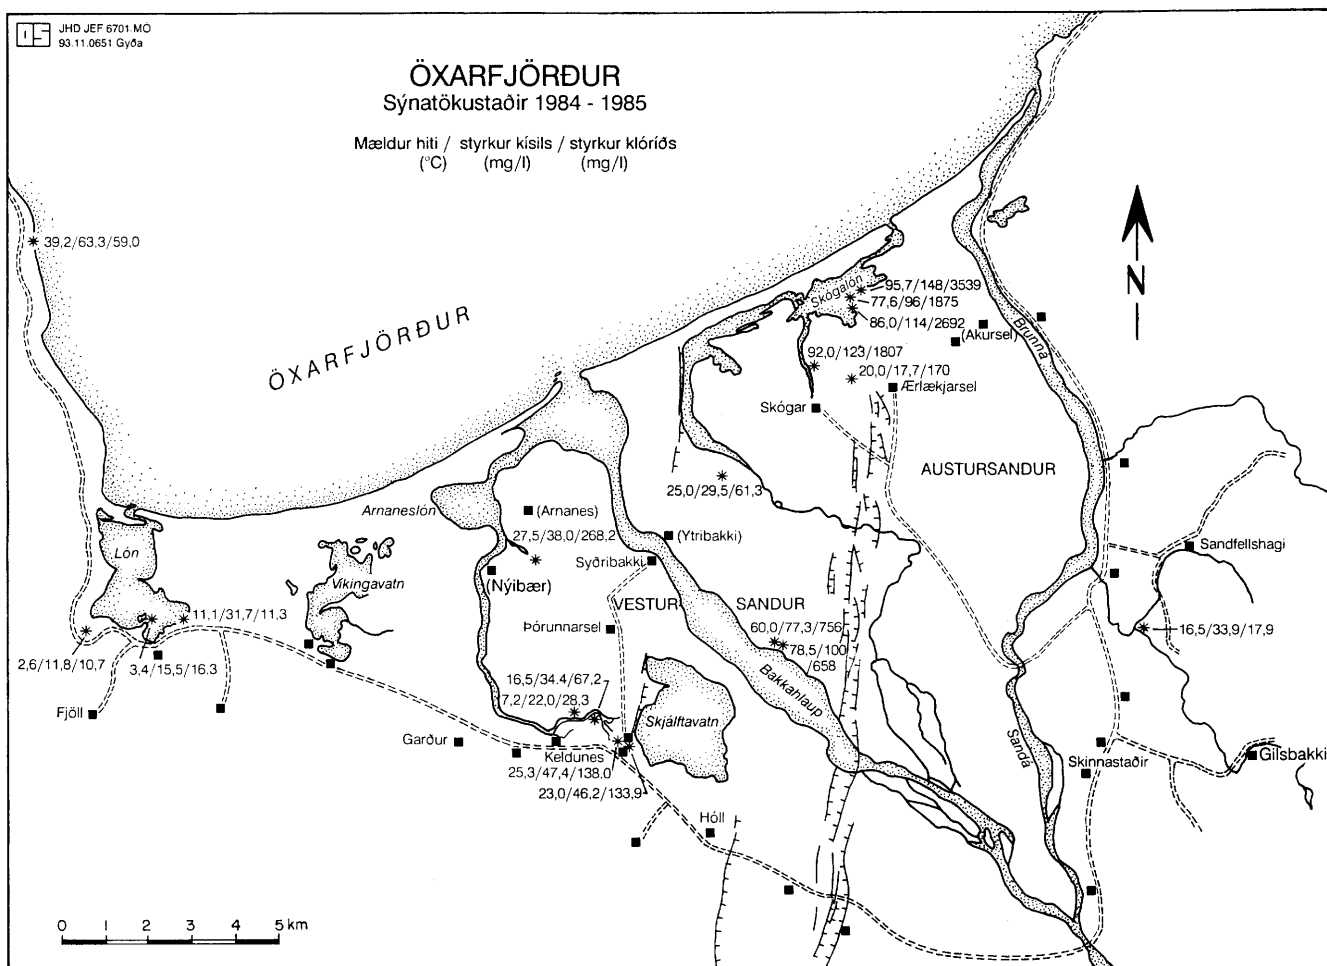 JHD JEF 6701 MÓ
93.11.0651 Gyða
ÖXARFJÖRÐUR
Sýnatökustaðir 1984 - 1985
Mældur hiti / styrkur kísils / styrkur klóríðs
(°C) (mg/l) (mg/l)
39,2/63,3/59,0
ÖXARFJÖRÐUR
N
Skógalón
95,7/148/3539
77,6/96/1875
86,0/114/2692
(Akursel)
Brunná
92,0/123/1807
20,0/17,7/170
Ærlækjarsel
Skógar
AUSTURSANDUR
25,0/29,5/61,3
Arnaneslón
(Arnanes)
27,5/38,0/268,2
(Ytribakki)
Sandfellshagi
Lón
Víkingavatn
(Nýibær)
Syðribakki
VESTUR
SANDUR
11,1/31,7/11,3
Þórunnarsel
60,0/77,3/756
78,5/100
/658
16,5/33,9/17,9
2,6/11,8/10,7
3,4/15,5/16.3
16,5/34.4/67,2
7,2/22,0/28,3
Bakkahlaup
Skjálftavatn
Fjöll
Garður
Keldunes
25,3/47,4/138,0
23,0/46,2/133,9
Sandá
Skinnastaðir
Gilsbakki
Hóll
0 1 2 3 4 5 km